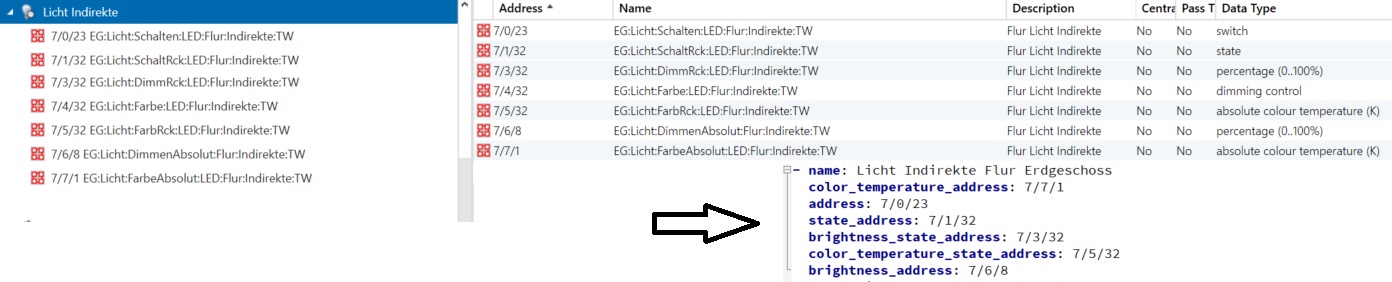 Licht Indirekte
7/0/23 EG:Licht:Schalten:LED:Flur:Indirekte:TW
7/1/32 EG:Licht:SchaltRck:LED:Flur:Indirekte:TW
7/3/32 EG:Licht:DimmRck:LED:Flur:Indirekte:TW
7/4/32 EG:Licht:Farbe:LED:Flur:Indirekte:TW
7/5/32 EG:Licht:FarbRck:LED:Flur:Indirekte:TW
7/6/8 EG:Licht:DimmenAbsolut:Flur:Indirekte:TW
7/7/1 EG:Licht:FarbeAbsolut:LED:Flur:Indirekte:TW
Address Name Description Centra Pass T Data Type
7/0/23 EG:Licht:Schalten:LED:Flur:Indirekte:TW Flur Licht Indirekte No No switch
7/1/32 EG:Licht:SchaltRck:LED:Flur:Indirekte:TW Flur Licht Indirekte No No state
7/3/32 EG:Licht:DimmRck:LED:Flur:Indirekte:TW Flur Licht Indirekte No No percentage (0..100%)
7/4/32 EG:Licht:Farbe:LED:Flur:Indirekte:TW Flur Licht Indirekte No No dimming control
7/5/32 EG:Licht:FarbRck:LED:Flur:Indirekte:TW Flur Licht Indirekte No No absolute colour temperature (K)
7/6/8 EG:Licht:DimmenAbsolut:Flur:Indirekte:TW Flur Licht Indirekte No No percentage (0..100%)
7/7/1 EG:Licht:FarbeAbsolut:LED:Flur:Indirekte:TW Flur Licht Indirekte No No absolute colour temperature (K)
- name: Licht Indirekte Flur Erdgeschoss
color_temperature_address: 7/7/1
address: 7/0/23
state_address: 7/1/32
brightness_state_address: 7/3/32
color_temperature_state_address: 7/5/32
brightness_address: 7/6/8